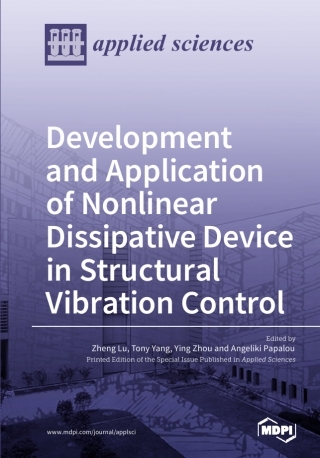 applied sciences
Development
and Application
of Nonlinear
Dissipative Device
in Structural
Vibration Control
Edited by
Zheng Lu, Tony Yang, Ying Zhou and Angeliki Papalou
Printed Edition of the Special Issue Published in Applied Sciences
www.mdpi.com/journal/applsci
MDPI